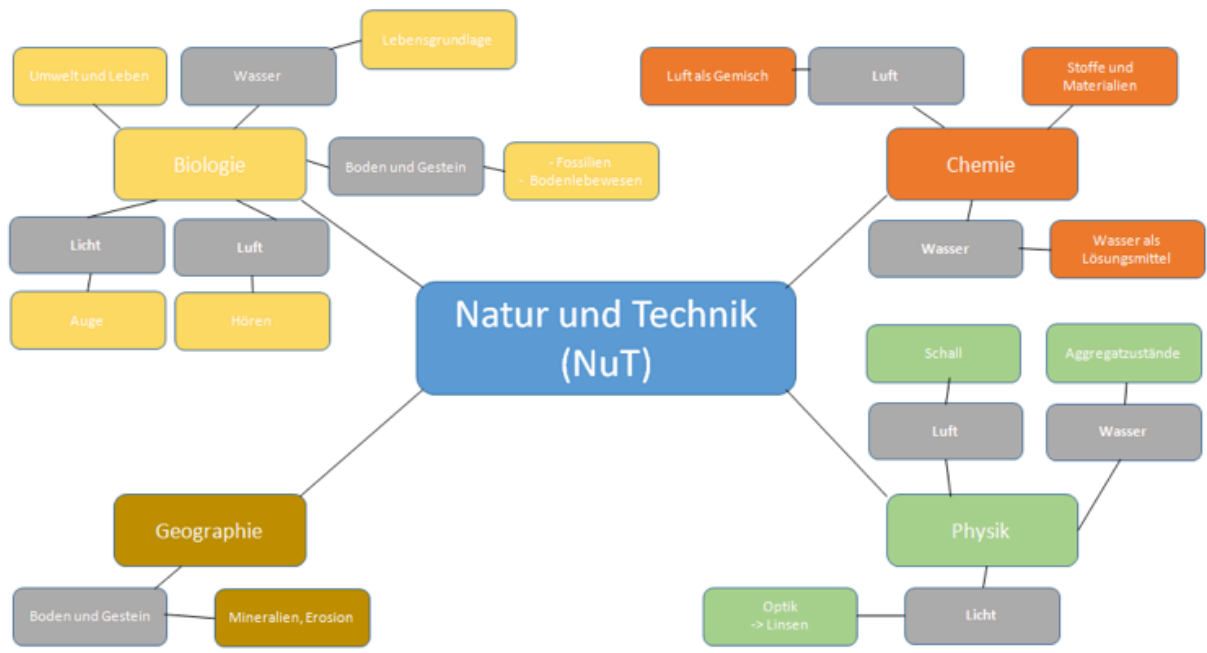 Lebensgrundlage
Umwelt und Leben
Wasser
Biologie
Boden und Gestein
- Fossilien
- Bodenlebewesen
Licht
Luft
Auge
Hören
Luft als Gemisch
Luft
Stoffe und
Materialien
Chemie
Wasser
Wasser als
Lösungsmittel
Natur und Technik
(NuT)
Schall
Aggregatzustände
Luft
Wasser
Physik
Optik
-> Linsen
Licht
Geographie
Boden und Gestein
Mineralien, Erosion